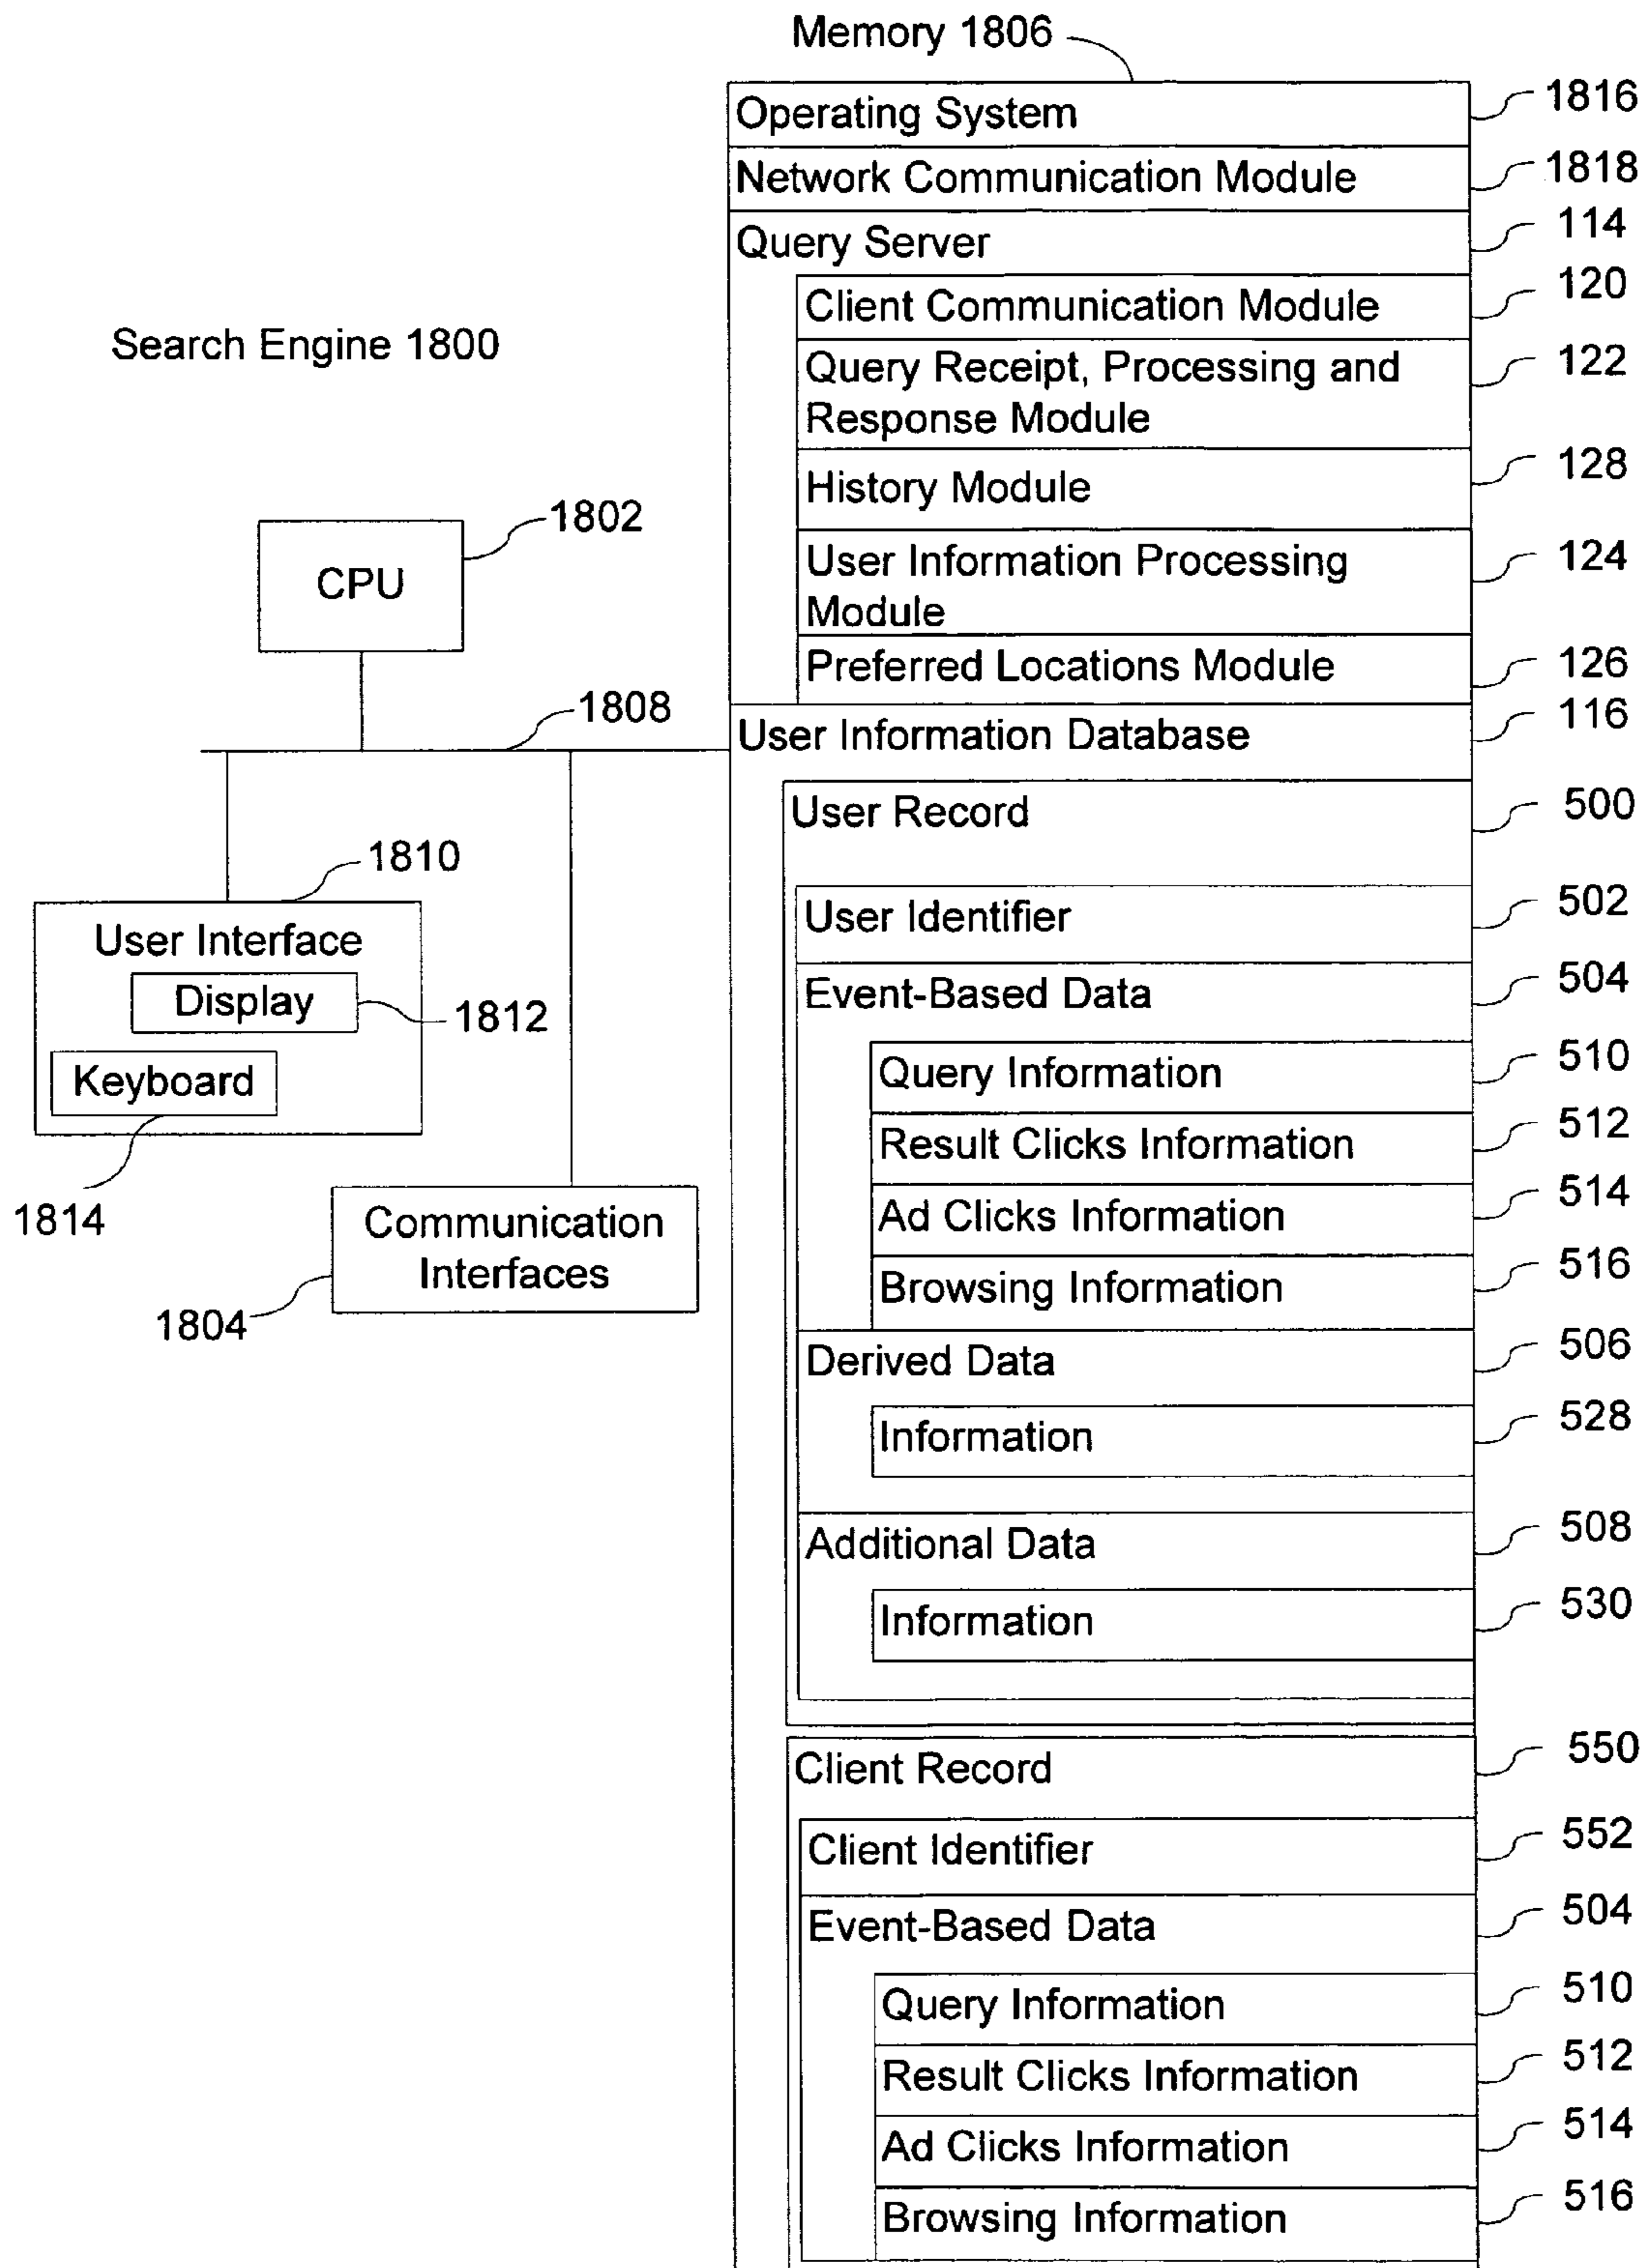 Memory 1806
Operating System
1816
Network Communication Module
1818
Query Server
114
Client Communication Module
120
Query Receipt, Processing and
Response Module
122
History Module
128
User Information Processing
Module
124
Preferred Locations Module
126
User Information Database
116
User Record
500
User Identifier
502
Event-Based Data
504
Query Information
510
Result Clicks Information
512
Ad Clicks Information
514
Browsing Information
516
Derived Data
506
Information
528
Additional Data
508
Information
530
Client Record
550
Client Identifier
552
Event-Based Data
504
Query Information
510
Result Clicks Information
512
Ad Clicks Information
514
Browsing Information
516
Search Engine 1800
CPU
1802
1808
1810
User Interface
Display
1812
Keyboard
1814
Communication
Interfaces
1804